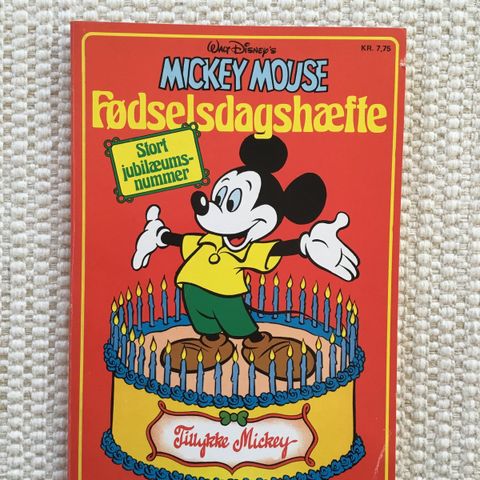 Walt Disney's
KR. 7,75
MICKEY MOUSE
Fødselsdagshæfte
Stort
jubilæums-
nummer
Tillykke Mickey